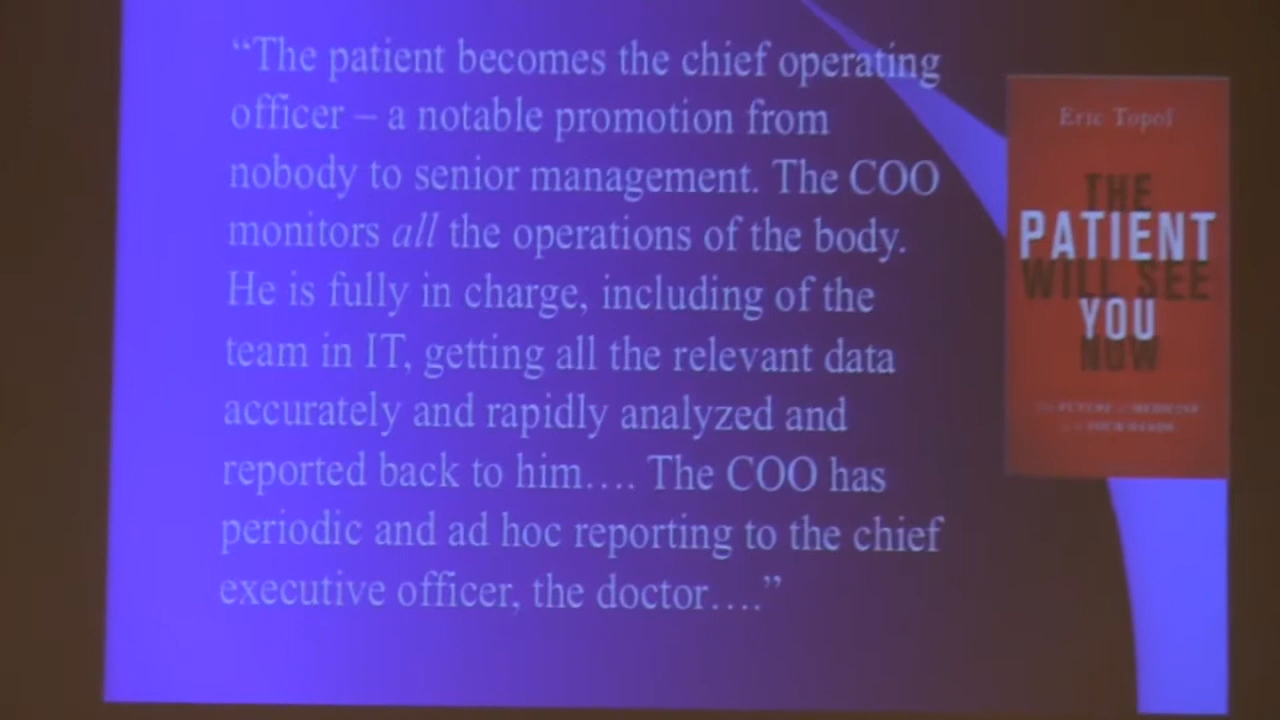 “The patient becomes the chief operating
officer – a notable promotion from
nobody to senior management. The COO
monitors all the operations of the body.
He is fully in charge, including of the
team in IT, getting all the relevant data
accurately and rapidly analyzed and
reported back to him…. The COO has
periodic and ad hoc reporting to the chief
executive officer, the doctor….”
Eric Topol
THE
PATIENT
WILL SEE
YOU
NOW